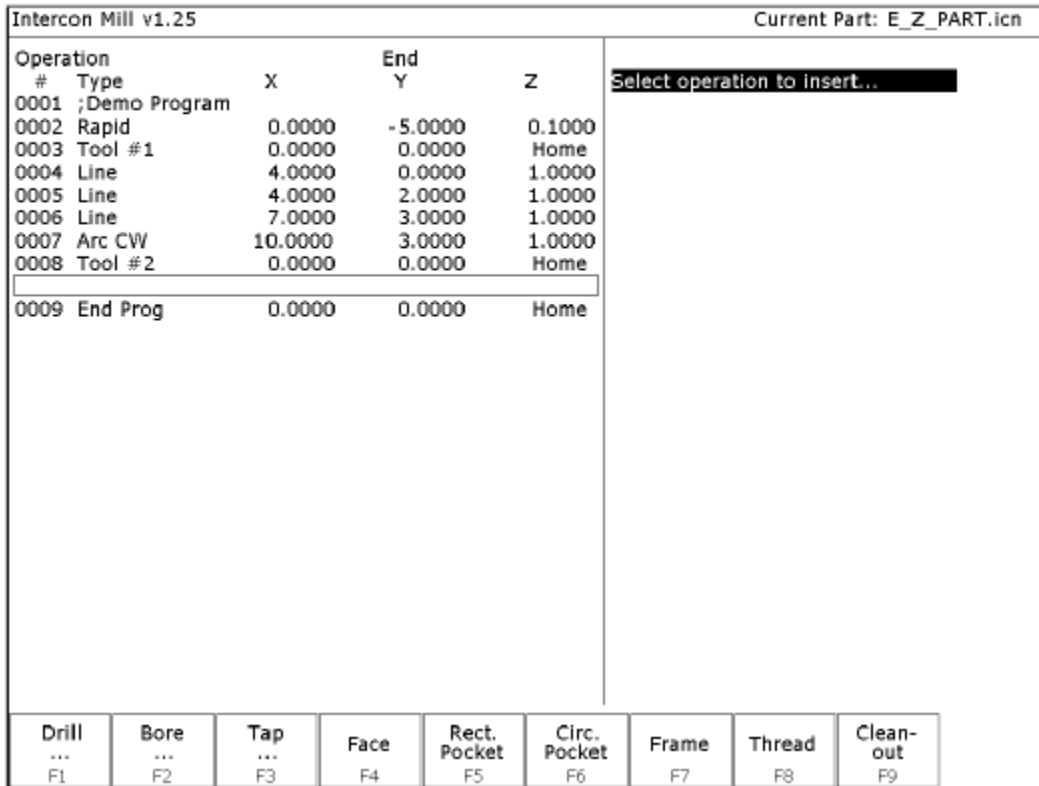 Intercon Mill v1.25 Current Part: E_Z_PART.icn
Operation End
# Type X Y Z
0001 ;Demo Program
0002 Rapid 0.0000 -5.0000 0.1000
0003 Tool #1 0.0000 0.0000 Home
0004 Line 4.0000 0.0000 1.0000
0005 Line 4.0000 2.0000 1.0000
0006 Line 7.0000 3.0000 1.0000
0007 Arc CW 10.0000 3.0000 1.0000
0008 Tool #2 0.0000 0.0000 Home
0009 End Prog 0.0000 0.0000 Home
Select operation to insert...
Drill ... F1
Bore ... F2
Tap ... F3
Face F4
Rect. Pocket F5
Circ. Pocket F6
Frame F7
Thread F8
Clean-out F9